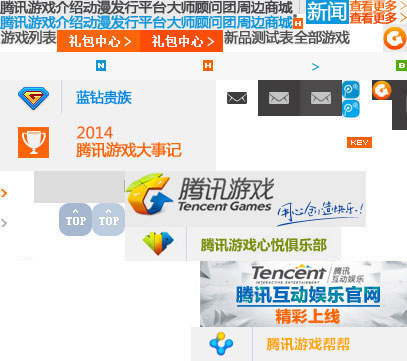 腾讯游戏介绍动漫发行平台大师顾问团周边商城
新闻
查看更多 >
腾讯游戏介绍动漫发行平台大师顾问团周边商城
查看更多 >
H
游戏列表
礼包中心 >
礼包中心 >
新品测试表全部游戏
N
H
>
D
蓝钻贵族
2014
腾讯游戏大事记
KEY
腾讯游戏
Tencent Games
用心创造快乐!
TOP
TOP
腾讯游戏心悦俱乐部
Tencent
INTERACTIVE ENTERTAINMENT
腾讯
互动娱乐
腾讯互动娱乐官网
精彩上线
腾讯游戏帮帮